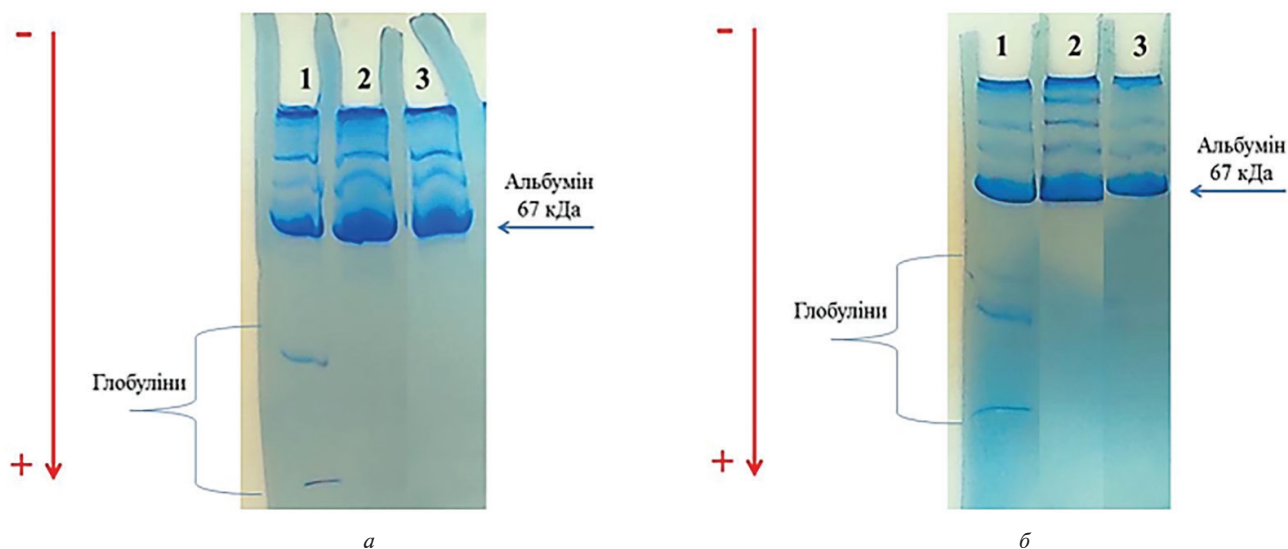 -
1 2 3
Альбумін
67 кДа
Глобуліни
+
а
-
1 2 3
Альбумін
67 кДа
Глобуліни
+
б